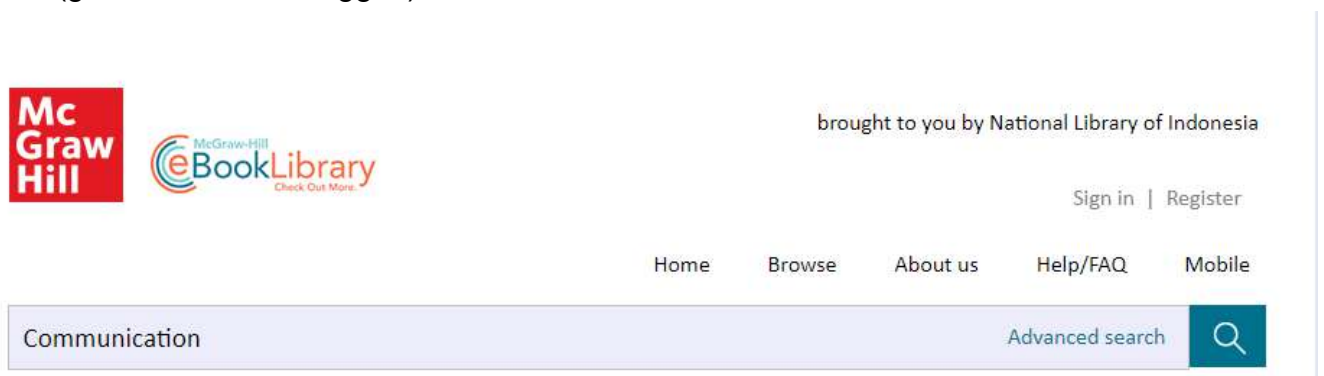 Mc
Graw
Hill
McGraw-Hill
eBookLibrary
Check Out More.
brought to you by National Library of Indonesia
Sign in | Register
Home Browse About us Help/FAQ Mobile
Communication Advanced search